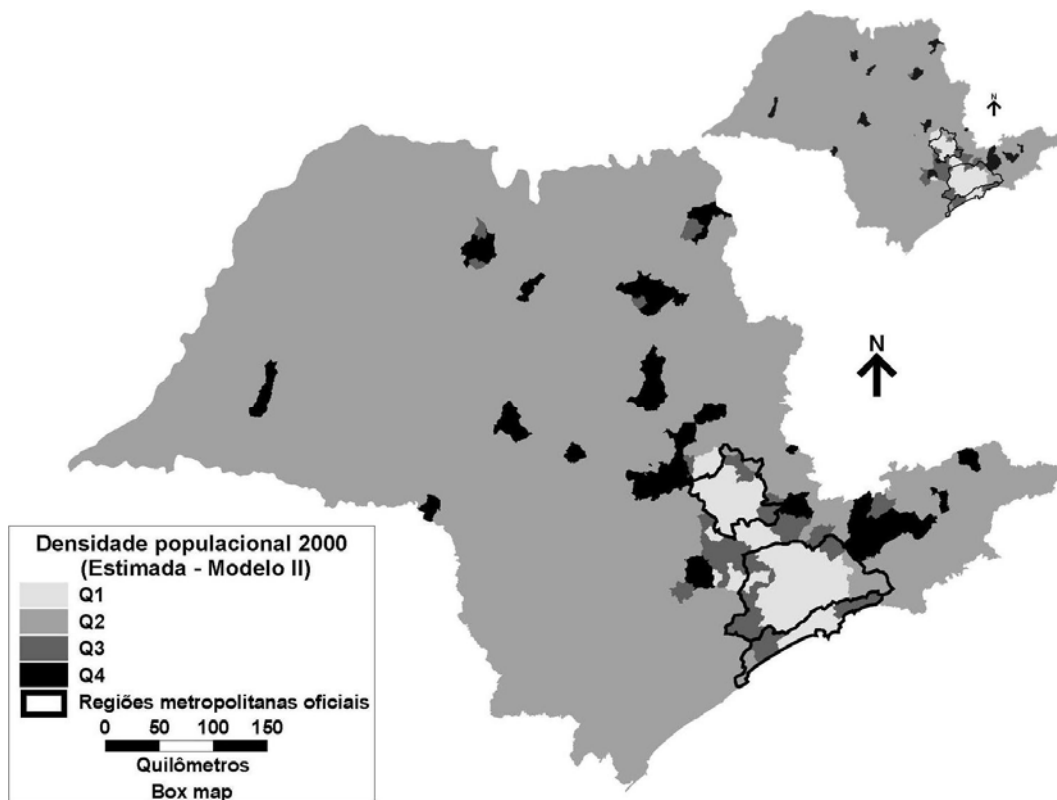 N
N
Densidade populacional 2000
(Estimada - Modelo II)
Q1
Q2
Q3
Q4
Regiões metropolitanas oficiais
0 50 100 150
Quilômetros
Box map